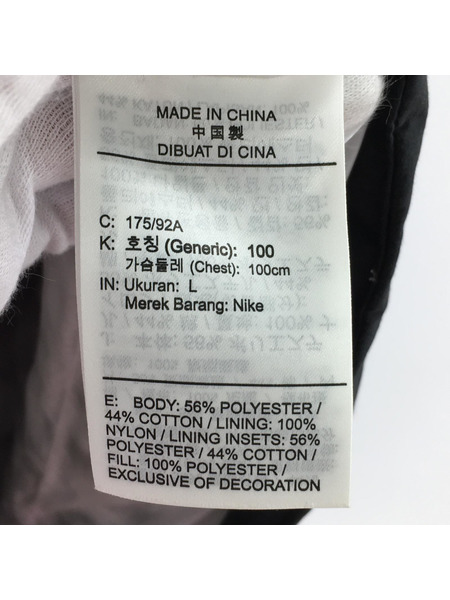 MADE IN CHINA
中国製
DIBUAT DI CINA
C: 175/92A
K: 호칭 (Generic): 100
가슴둘레 (Chest): 100cm
IN: Ukuran: L
Merek Barang: Nike
E: BODY: 56% POLYESTER /
44% COTTON / LINING: 100%
NYLON / LINING INSETS: 56%
POLYESTER / 44% COTTON /
FILL: 100% POLYESTER /
EXCLUSIVE OF DECORATION